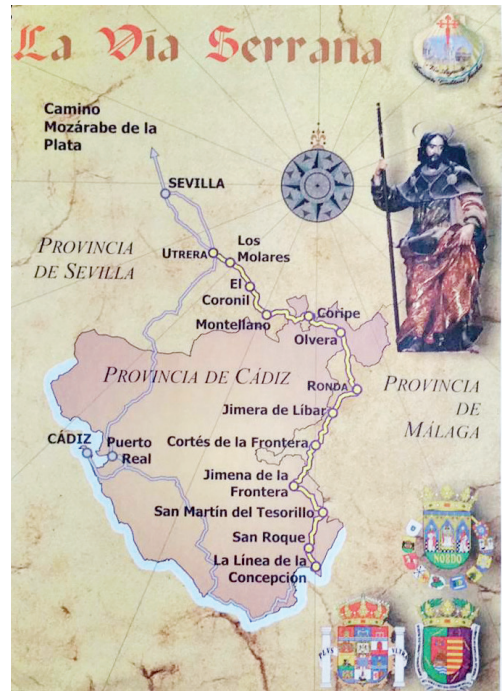 La Vía Serrana
Camino
Mozárabe de la
Plata
SEVILLA
PROVINCIA
DE SEVILLA
UTRERA
Los
Molares
El
Coronil
Montellano
Coripe
Olvera
PROVINCIA DE CÁDIZ
RONDA
PROVINCIA
DE
MÁLAGA
Jimera de Líbar
CÁDIZ
Puerto
Real
Cortés de la Frontera
Jimena de la
Frontera
San Martín del Tesorillo
San Roque
La Línea de la
Concepción